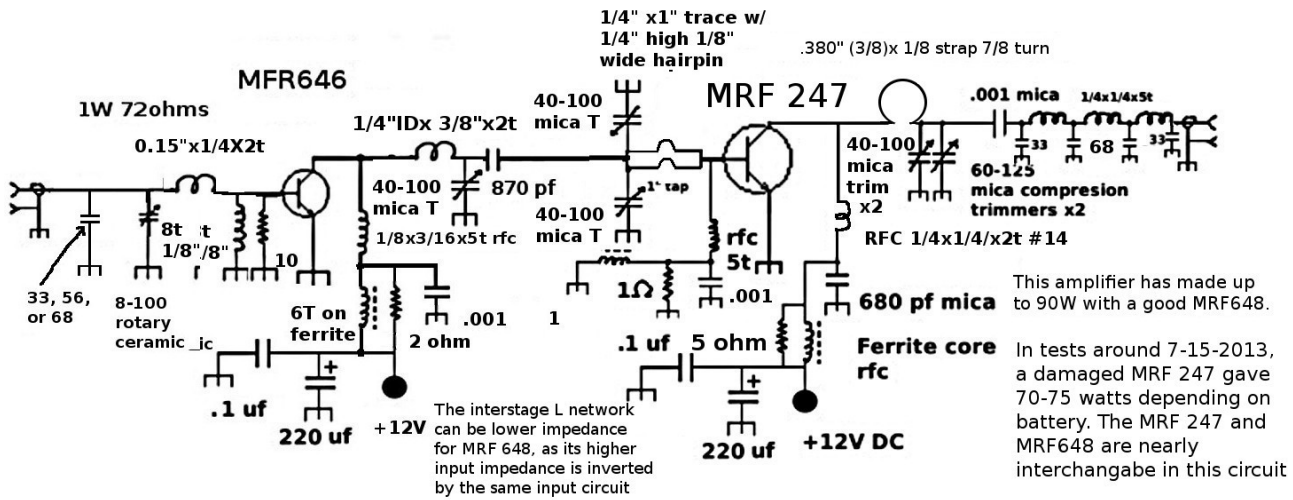 1/4" x1" trace w/
1/4" high 1/8"
wide hairpin
.380" (3/8)x 1/8 strap 7/8 turn
MFR646
MRF 247
1W 72ohms
0.15"x1/4X2t
1/4"IDx 3/8"x2t
40-100
mica T
.001 mica
1/4x1/4x5t
33
68
33
40-100
mica T
870 pf
1" tap
40-100
mica T
40-100
mica
trim
x2
60-125
mica compresion
trimmers x2
8t
1/8"
/8"
10
1/8x3/16x5t rfc
rfc
5t
RFC 1/4x1/4/x2t #14
33, 56,
or 68
8-100
rotary
ceramic _ic
6T on
ferrite
2 ohm
.001
1
1Ω
.001
680 pf mica
This amplifier has made up
to 90W with a good MRF648.
.1 uf
+
220 uf
+12V
.1 uf
5 ohm
Ferrite core
rfc
+
220 uf
+12V DC
The interstage L network
can be lower impedance
for MRF 648, as its higher
input impedance is inverted
by the same input circuit
In tests around 7-15-2013,
a damaged MRF 247 gave
70-75 watts depending on
battery. The MRF 247 and
MRF648 are nearly
interchangabe in this circuit